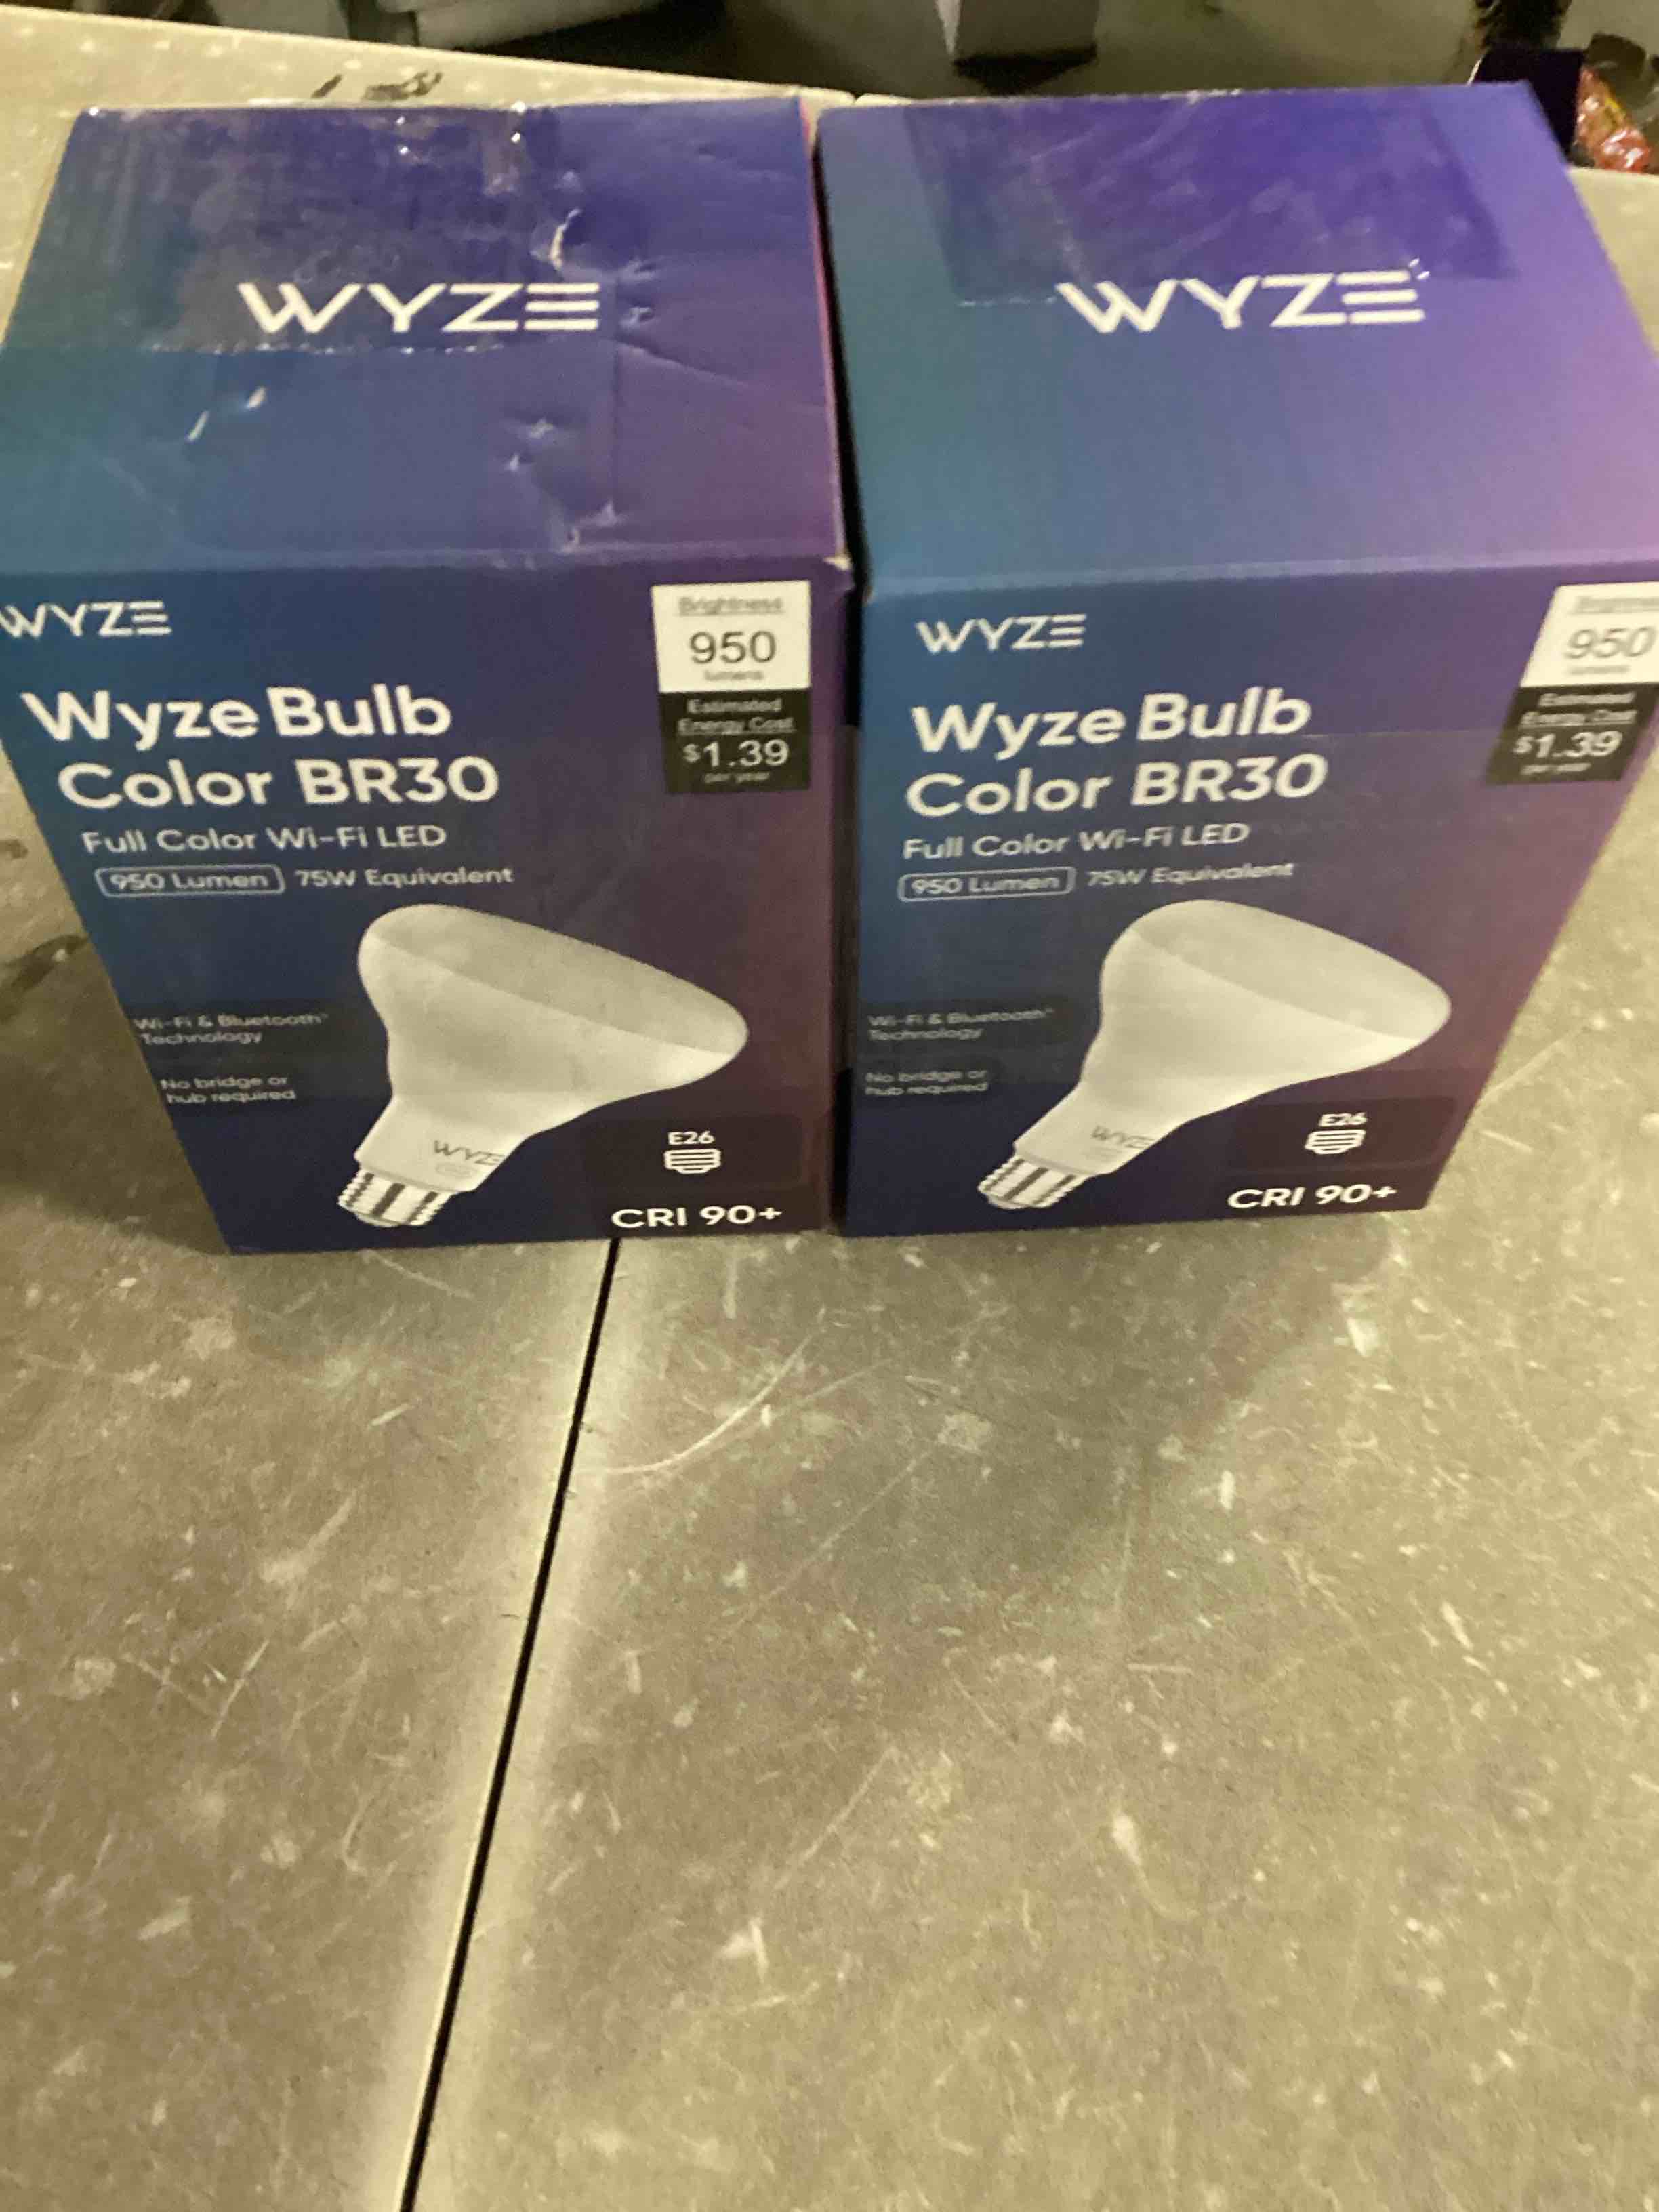 WYZE
WYZE
WYZE
Wyze Bulb
Color BR30
Full Color Wi-Fi LED
950 Lumen 75W Equivalent
Brightness
950
lumens
Estimated
Energy Cost
$1.39
per year
Wi-Fi & Bluetooth
Technology
No bridge or
hub required
WYZE
E26
CRI 90+
WYZE
Wyze Bulb
Color BR30
Full Color Wi-Fi LED
950 Lumen 75W Equivalent
950
lumens
Estimated
Energy Cost
$1.39
per year
Wi-Fi & Bluetooth
Technology
No bridge or
hub required
WYZE
E26
CRI 90+